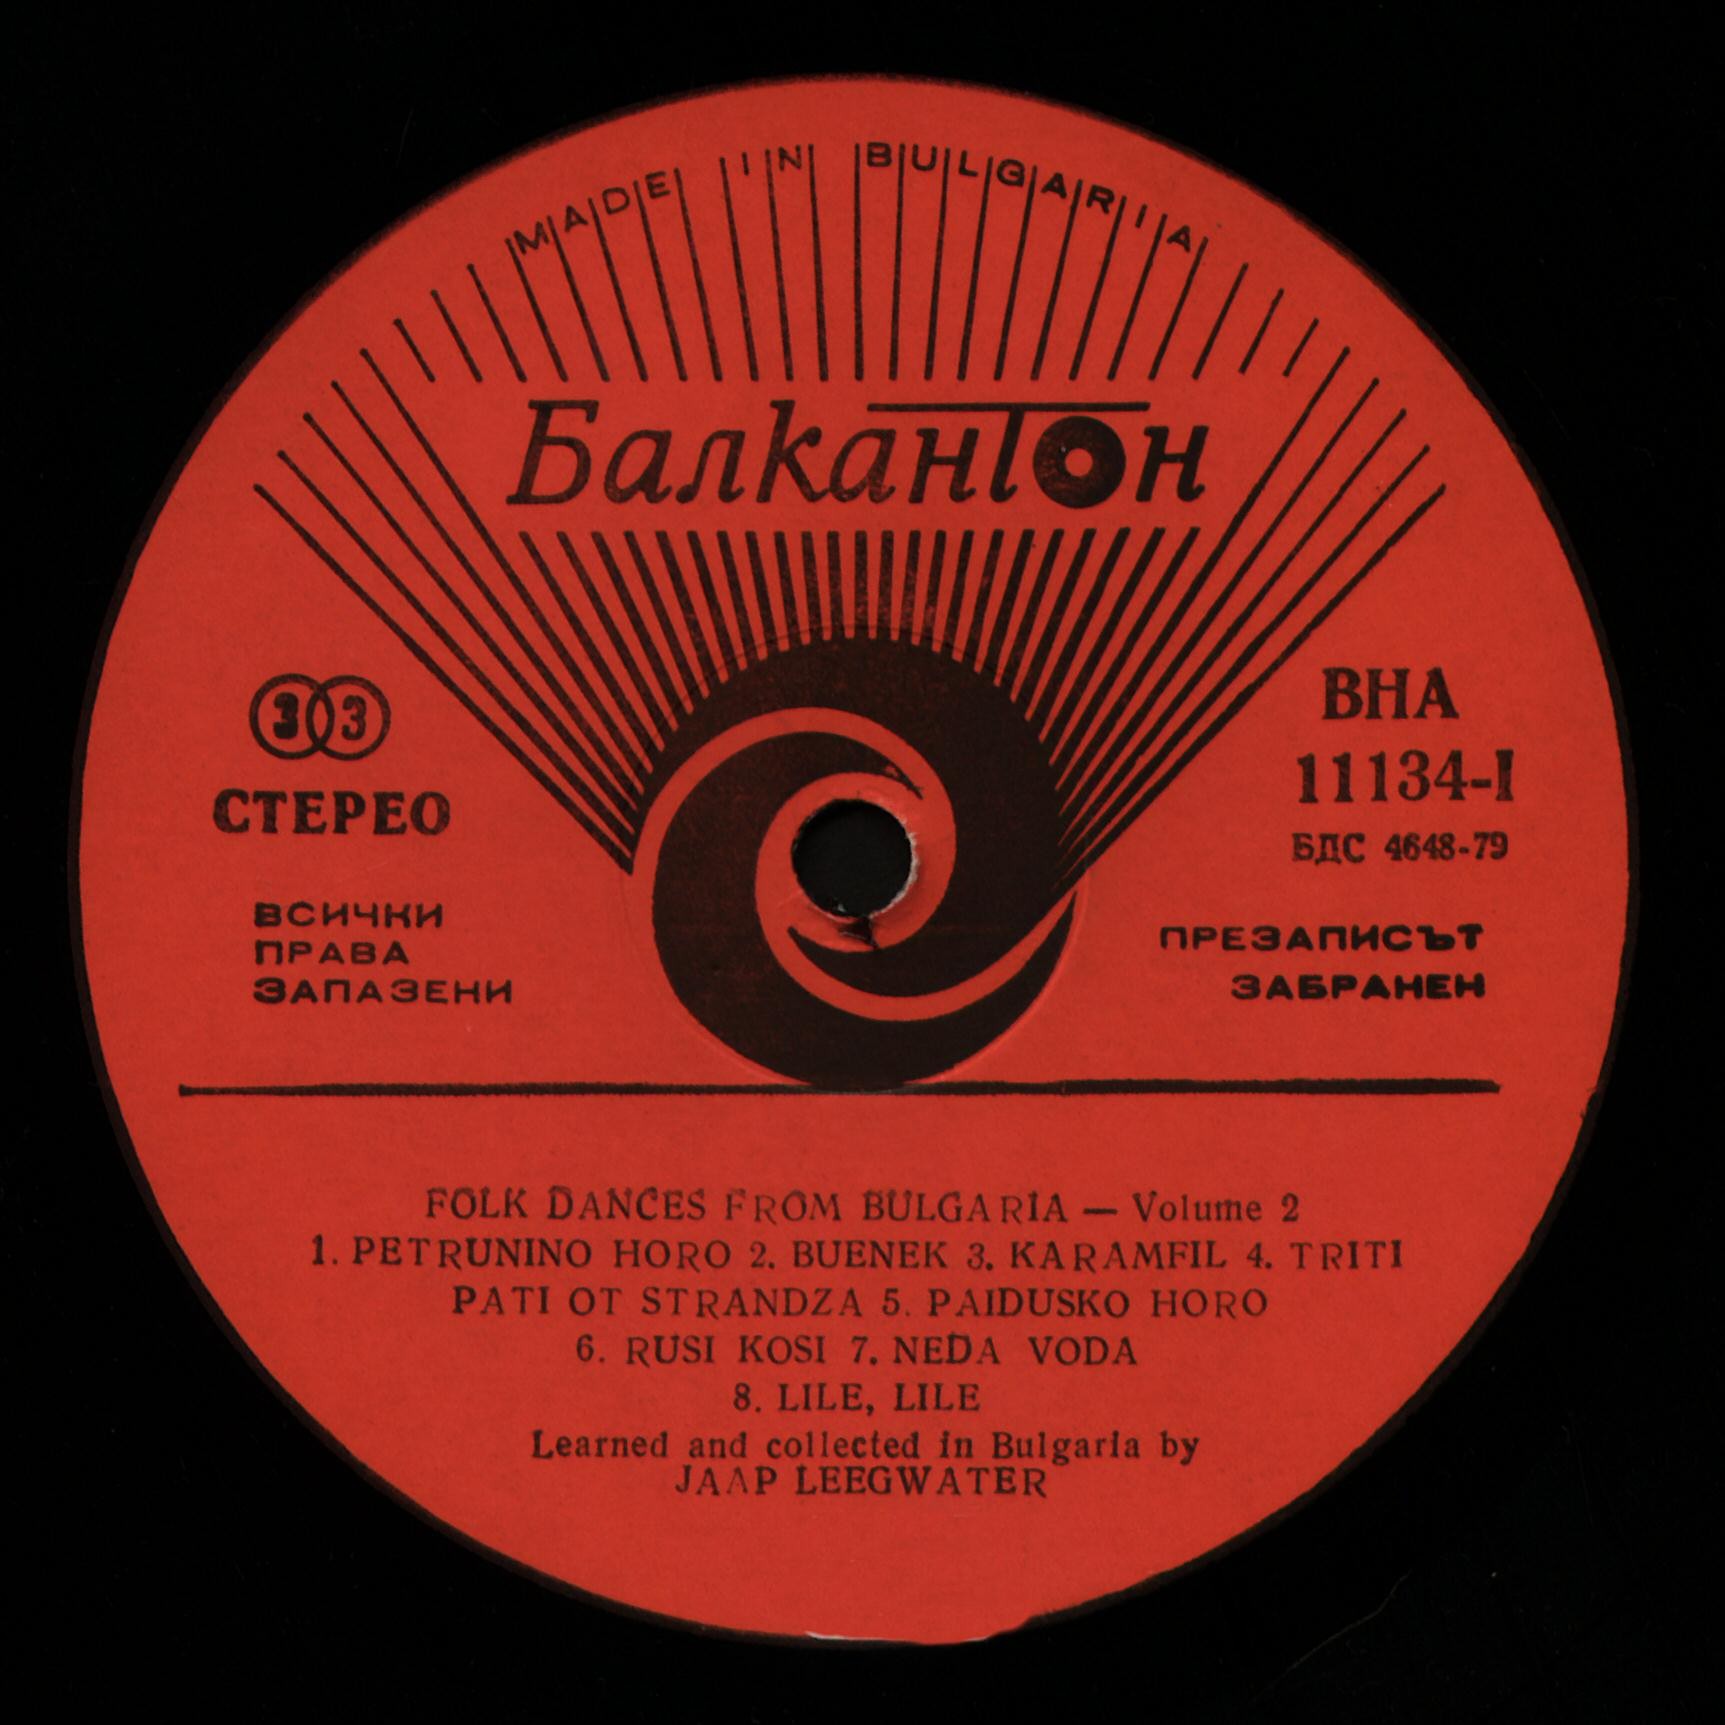 MADE IN BULGARIA
Балкантон
33
СТЕРЕО
ВСИЧКИ
ПРАВА
ЗАПАЗЕНИ
ВНА
11134-I
БДС 4648-79
ПРЕЗАПИСЪТ
ЗАБРАНЕН
FOLK DANCES FROM BULGARIA — Volume 2
1. PETRUNINO HORO 2. BUENEK 3. KARAMFIL 4. TRITI
PATI OT STRANDZA 5. PAIDUSKO HORO
6. RUSI KOSI 7. NEDA VODA
8. LILE, LILE
Learned and collected in Bulgaria by
JAAP LEEGWATER